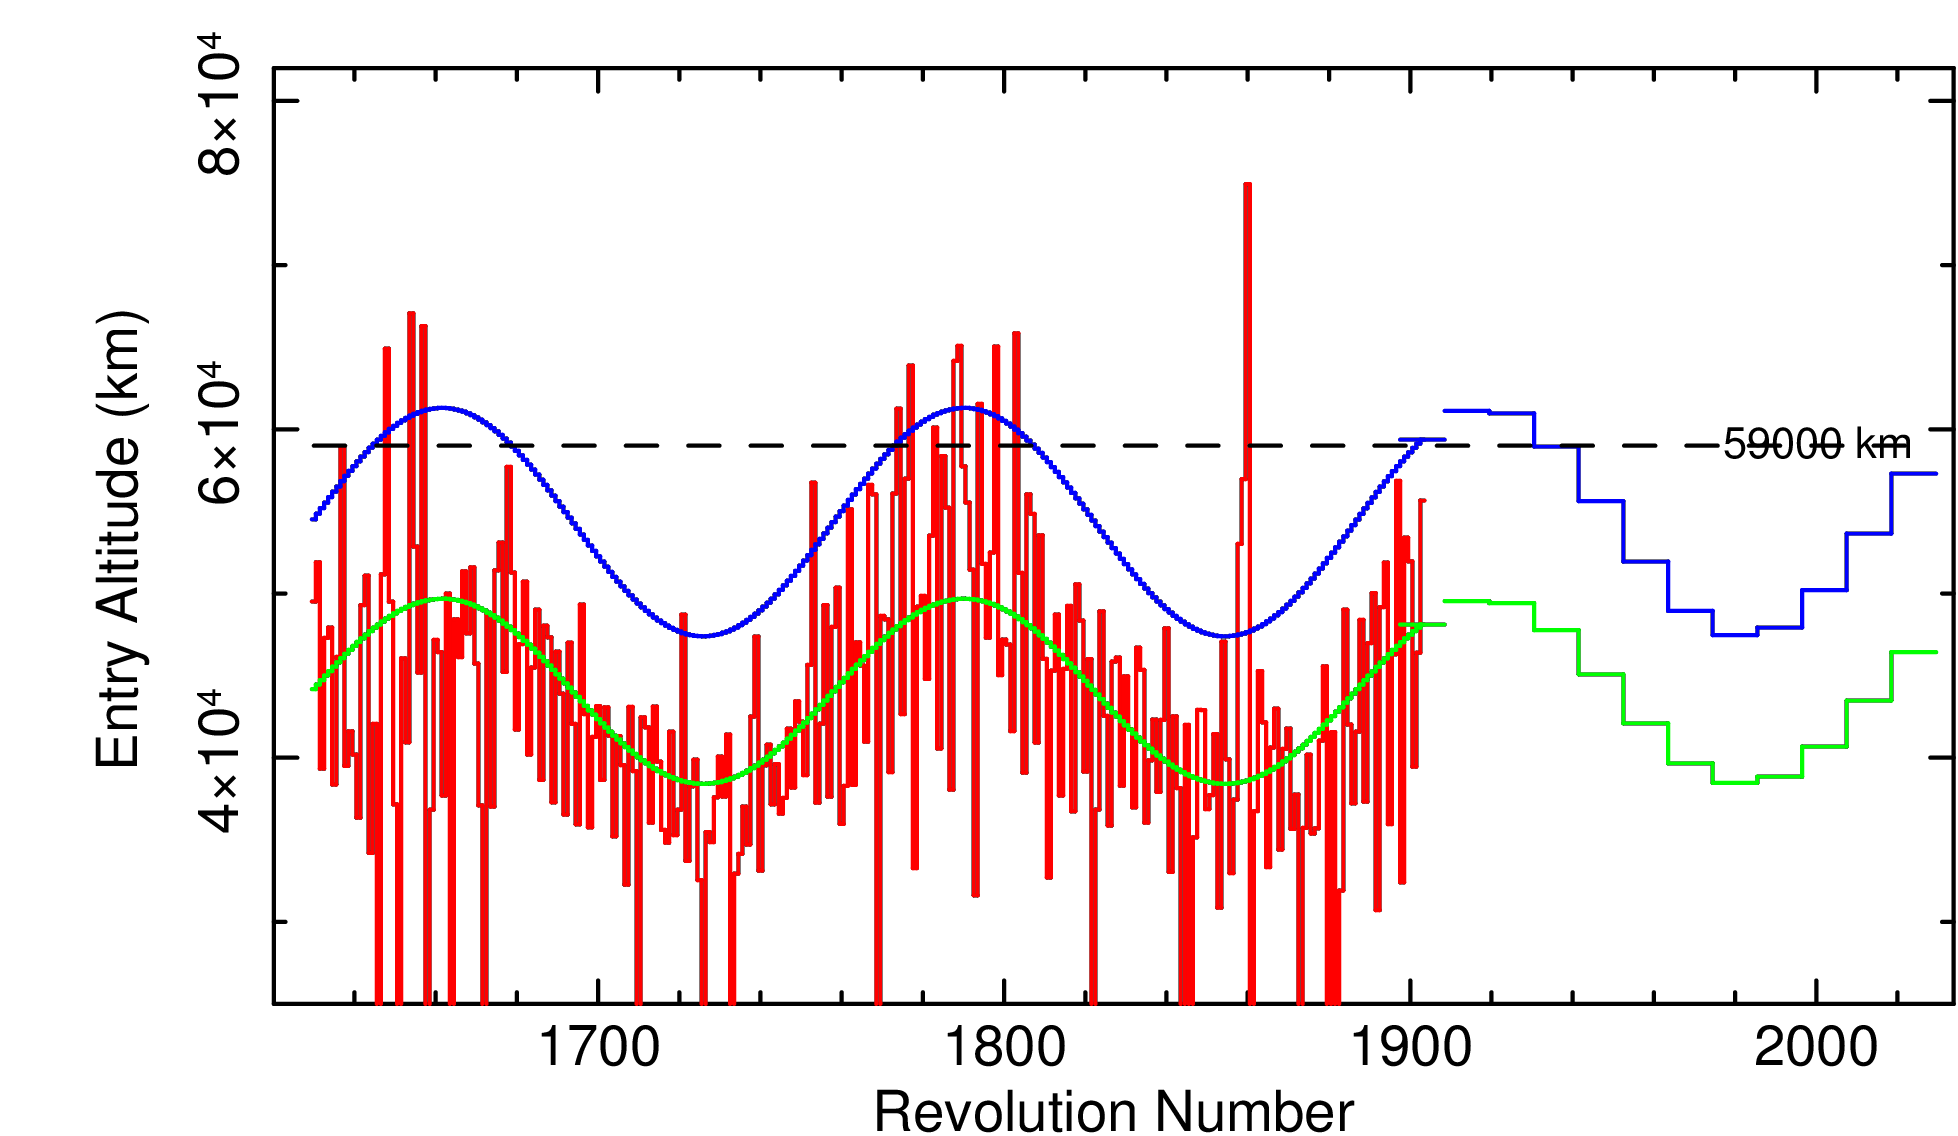 8×10⁴
6×10⁴
4×10⁴
Entry Altitude (km)
59000 km
1700 1800 1900 2000
Revolution Number